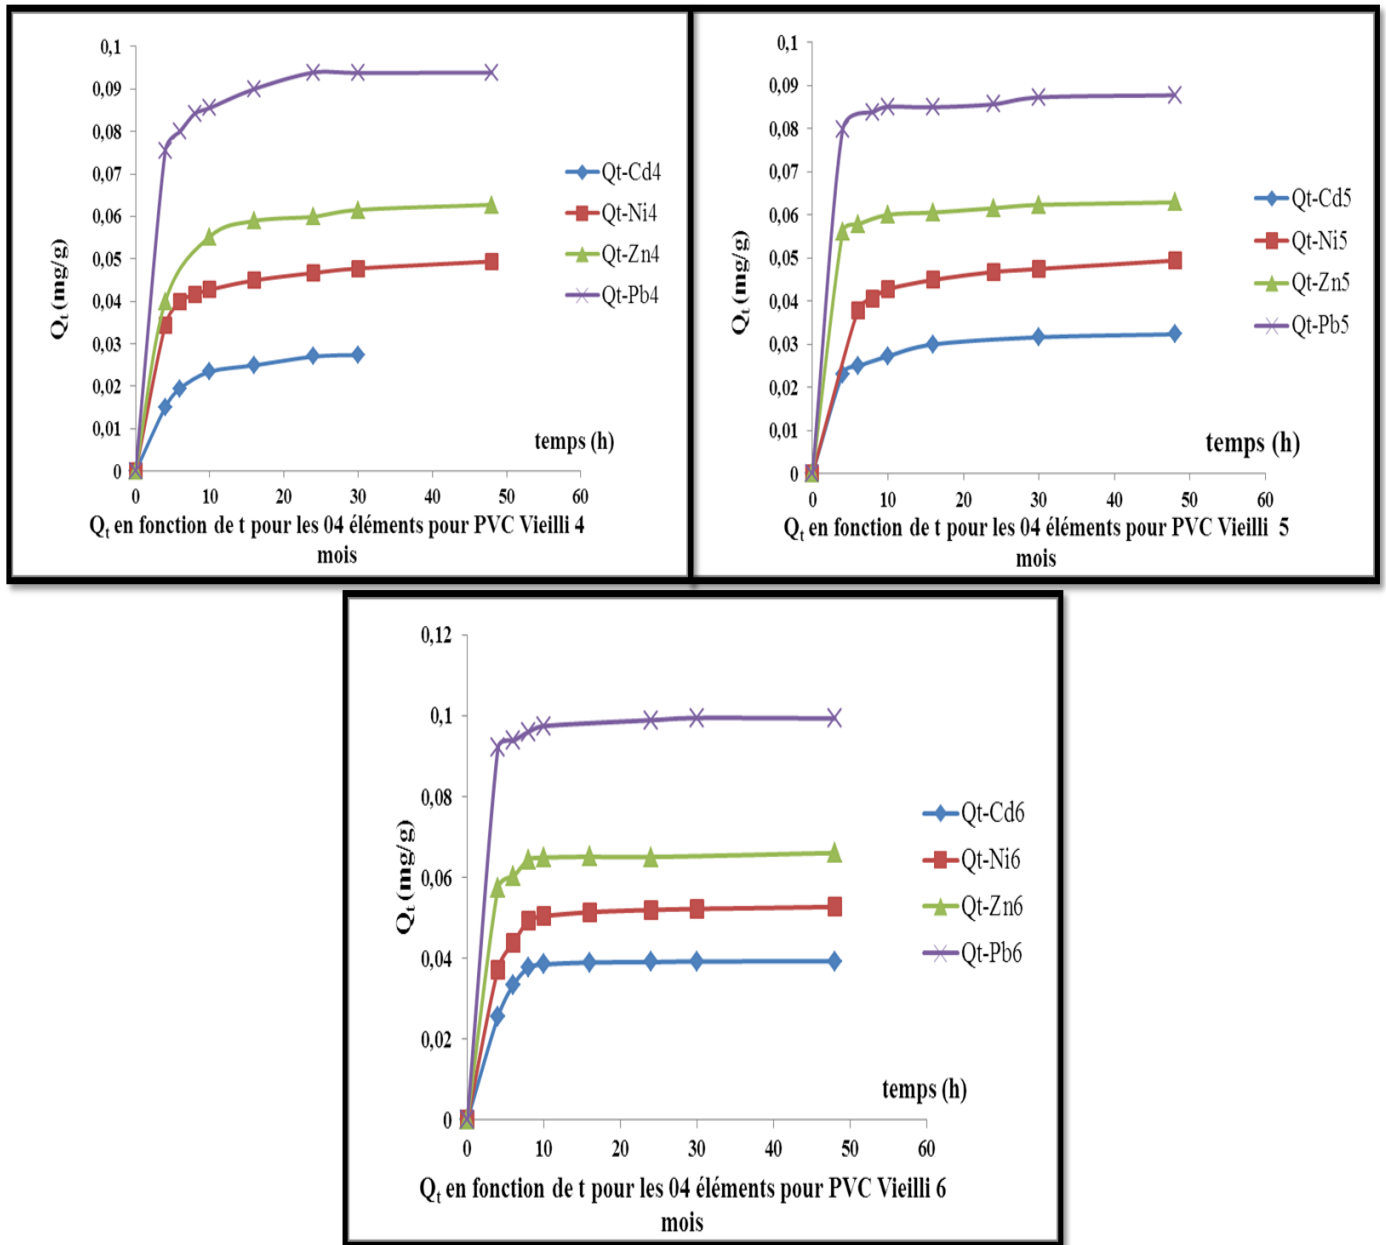 0,1
0,09
0,08
0,07
0,06
0,05
0,04
0,03
0,02
0,01
0
Qt (mg/g)
Qt-Cd4
Qt-Ni4
Qt-Zn4
Qt-Pb4
temps (h)
0 10 20 30 40 50 60
Qt en fonction de t pour les 04 éléments pour PVC Vieilli 4
mois
0,1
0,09
0,08
0,07
0,06
0,05
0,04
0,03
0,02
0,01
0
Qt (mg/g)
Qt-Cd5
Qt-Ni5
Qt-Zn5
Qt-Pb5
temps (h)
0 10 20 30 40 50 60
Qt en fonction de t pour les 04 éléments pour PVC Vieilli 5
mois
0,12
0,1
0,08
0,06
0,04
0,02
0
Qt (mg/g)
Qt-Cd6
Qt-Ni6
Qt-Zn6
Qt-Pb6
temps (h)
0 10 20 30 40 50 60
Qt en fonction de t pour les 04 éléments pour PVC Vieilli 6
mois